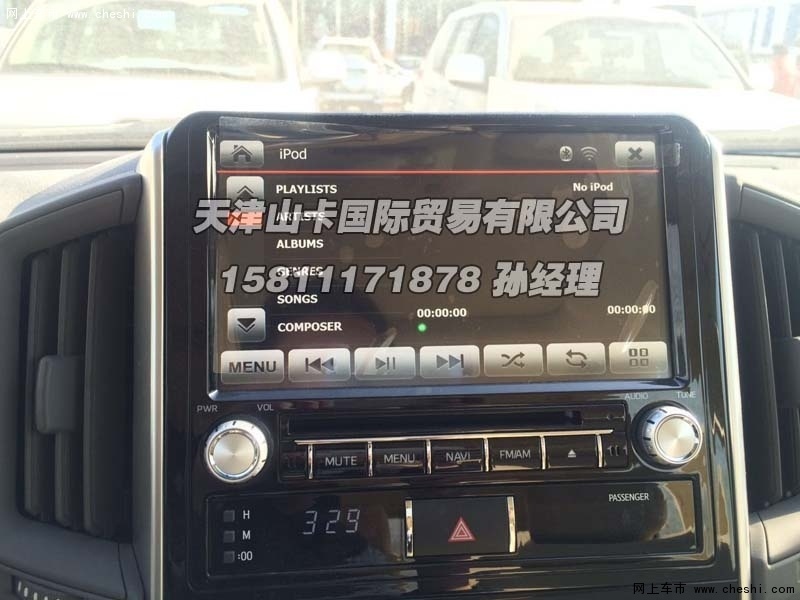 网上车市 www.cheshi.com
iPod
PLAYLISTS
No iPod
ARTISTS
天津山卡国际贸易有限公司
ALBUMS
GENRES
15811171878 孙经理
SONGS
00:00:00
00:00:00
COMPOSER
MENU
PWR
VOL
AUDIO
TUNE
MUTE
MENU
NAVI
FM/AM
PASSENGER
H
M
:00
3:29
网上车市 www.cheshi.com